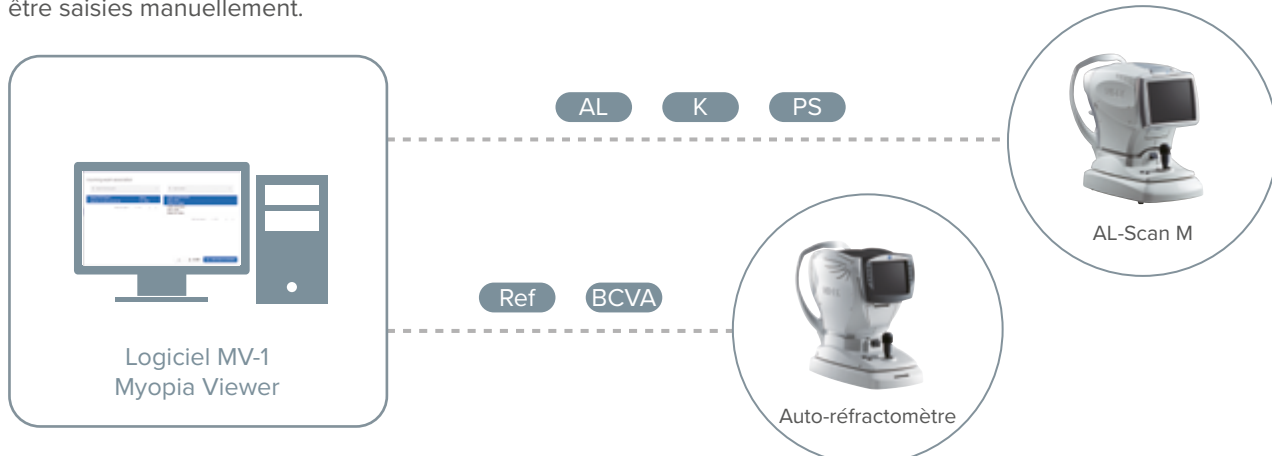 être saisies manuellement.
AL K PS
AL-Scan M
Ref BCVA
Logiciel MV-1
Myopia Viewer
Auto-réfractomètre